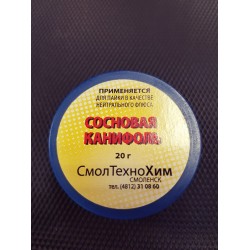 ПРИМЕНЯЕТСЯ
ДЛЯ ПАЙКИ В КАЧЕСТВЕ
НЕЙТРАЛЬНОГО ФЛЮСА
СОСНОВАЯ
КАНИФОЛЬ
20 г
СмолТехноХим
СМОЛЕНСК
тел. (4812) 31 08 60